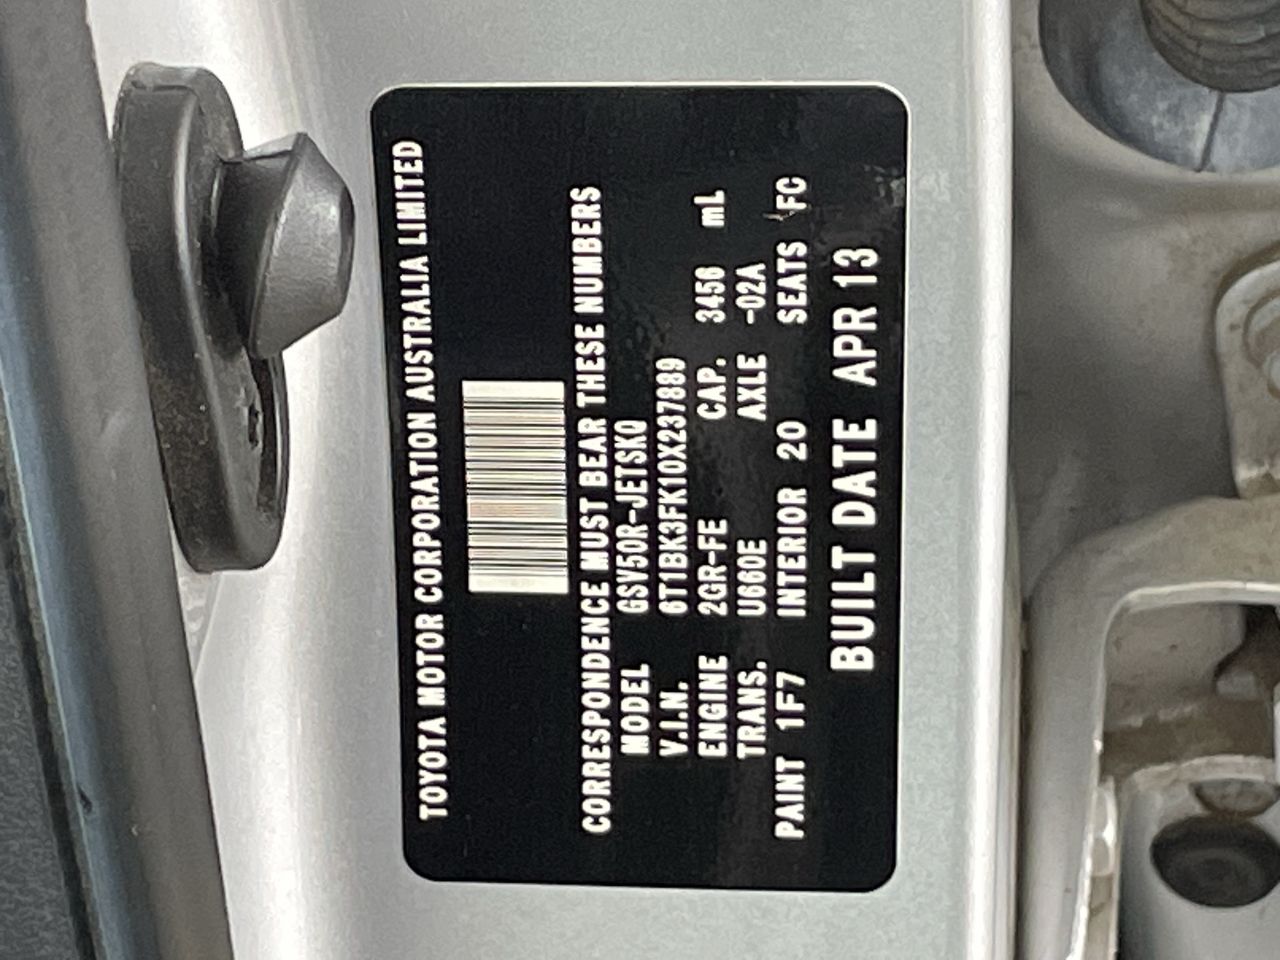 TOYOTA MOTOR CORPORATION AUSTRALIA LIMITED
CORRESPONDENCE MUST BEAR THESE NUMBERS
MODEL GSV50R-JETSKQ
V.I.N. 6T1BK3FK10X237889
ENGINE 2GR-FE CAP. 3456 mL
TRANS. U660E AXLE -02A
PAINT 1F7 INTERIOR 20 SEATS FC
BUILT DATE APR 13